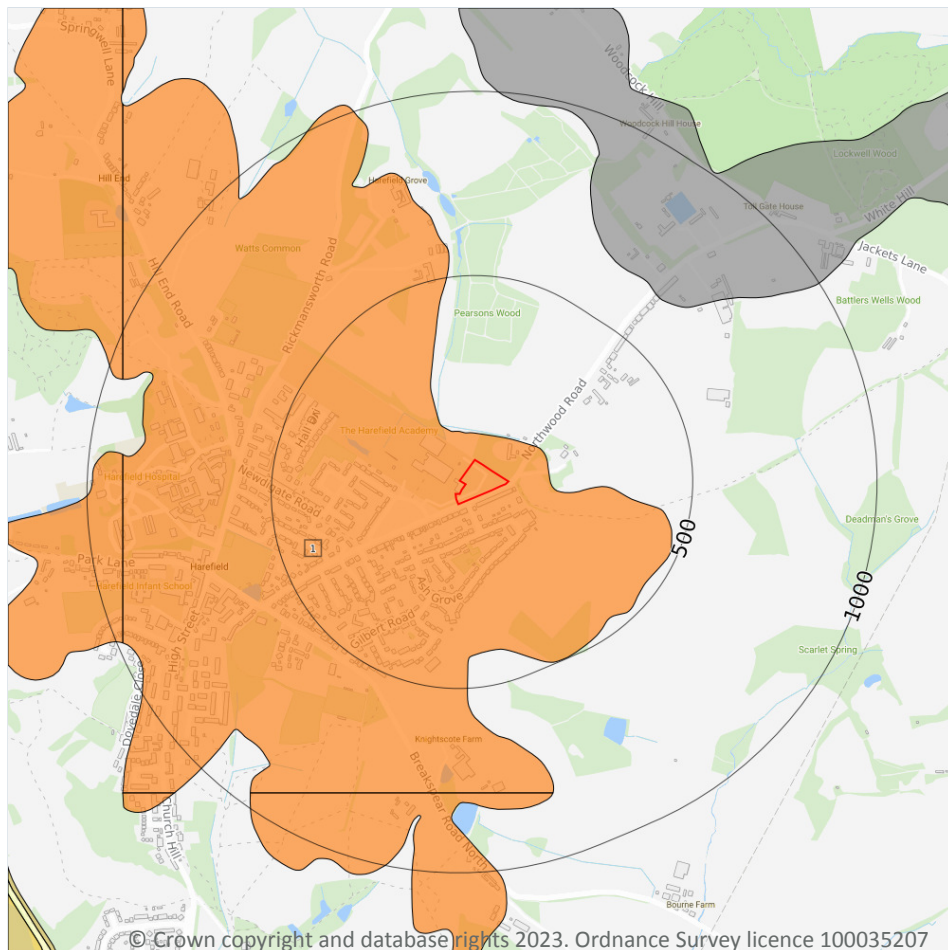 Springwell Lane
Woodcock Hill
Woodcock Hill House
Lockwell Wood
Hill End
Harefield Grove
Toll Gate House
White Hill
Watts Common
Jackets Lane
Hill End Road
Rickmansworth Road
Pearsons Wood
Battlers Wells Wood
Northwood Road
Hall Dri
The Harefield Academy
Harefield Hospital
Newdigate Road
Deadman's Grove
500
1
Park Lane
Harefield
Harefield Infant School
Ash Grove
1000
Gilbert Road
High Street
Scarlet Spring
Dovedale Close
Knightscote Farm
Breakspear Road North
Church Hill
Bourne Farm
© Crown copyright and database rights 2023. Ordnance Survey licence 100035207